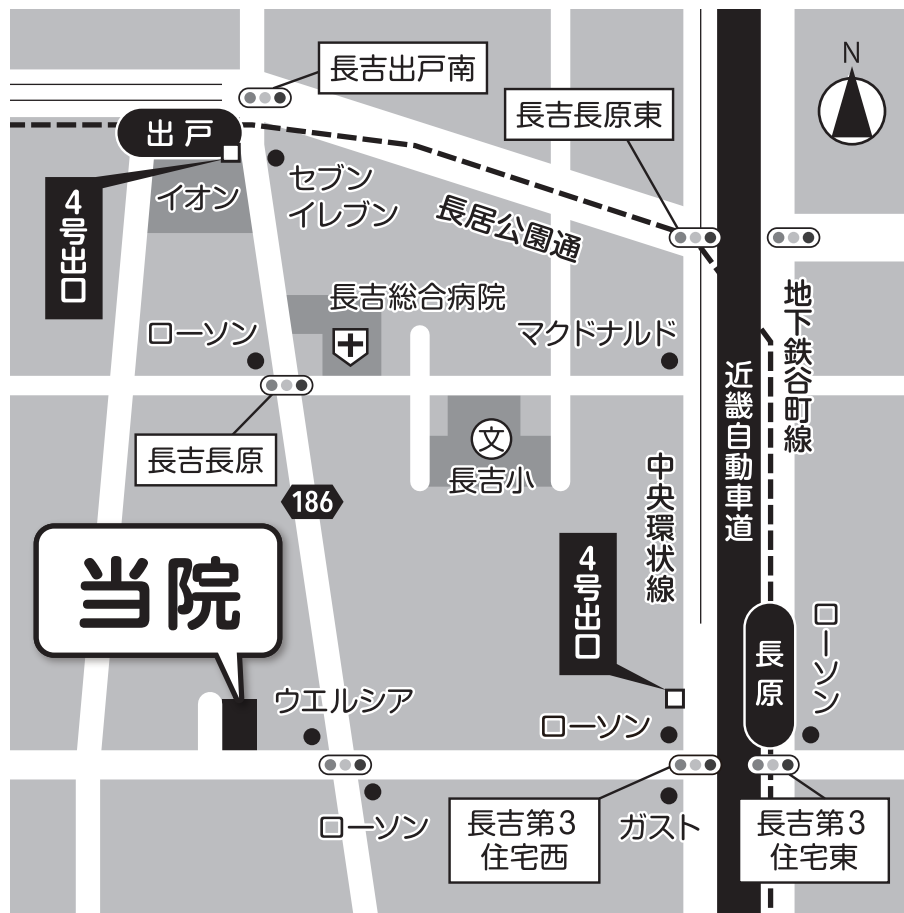 長吉出戸南
N
長吉長原東
出戸
4号出口
イオン
セブン
イレブン
長居公園通
長吉総合病院
ローソン
マクドナルド
地下鉄谷町線
近畿自動車道
長吉長原
文
長吉小
中央環状線
186
当院
4号出口
長原
ローソン
ウエルシア
ローソン
ローソン
長吉第3
住宅西
ガスト
長吉第3
住宅東